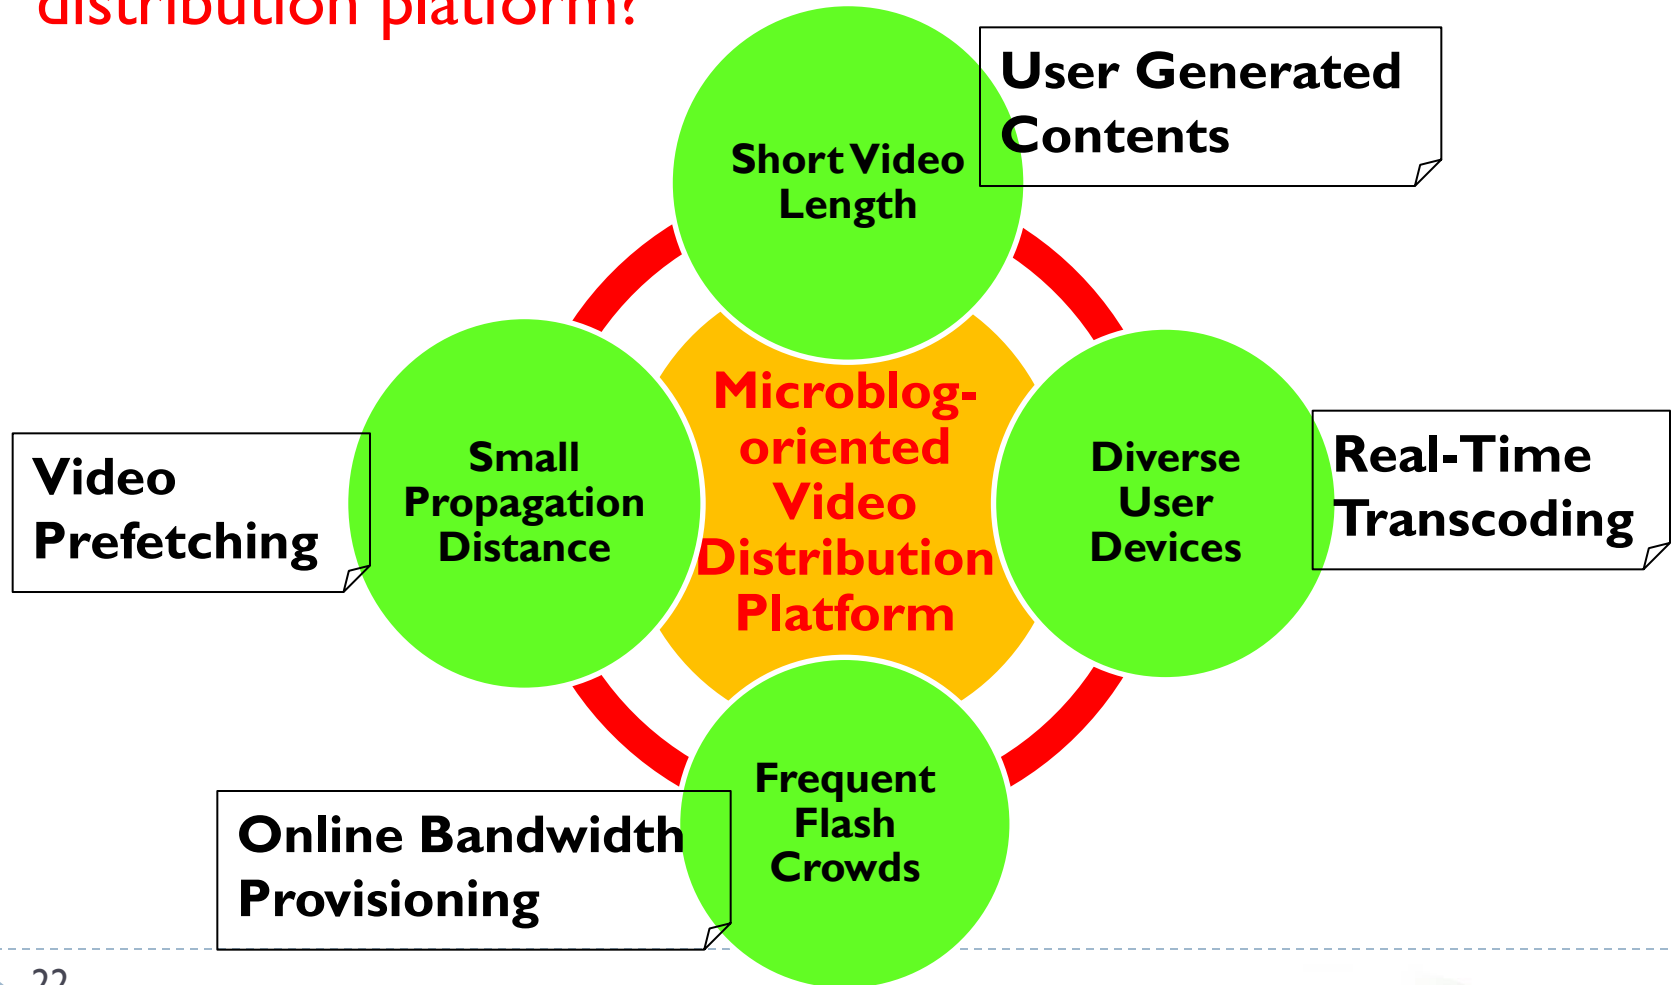 distribution platform?
User Generated
Contents
Short Video
Length
Microblog-
oriented
Video
Distribution
Platform
Small
Propagation
Distance
Video
Prefetching
Diverse
User
Devices
Real-Time
Transcoding
Frequent
Flash
Crowds
Online Bandwidth
Provisioning
22